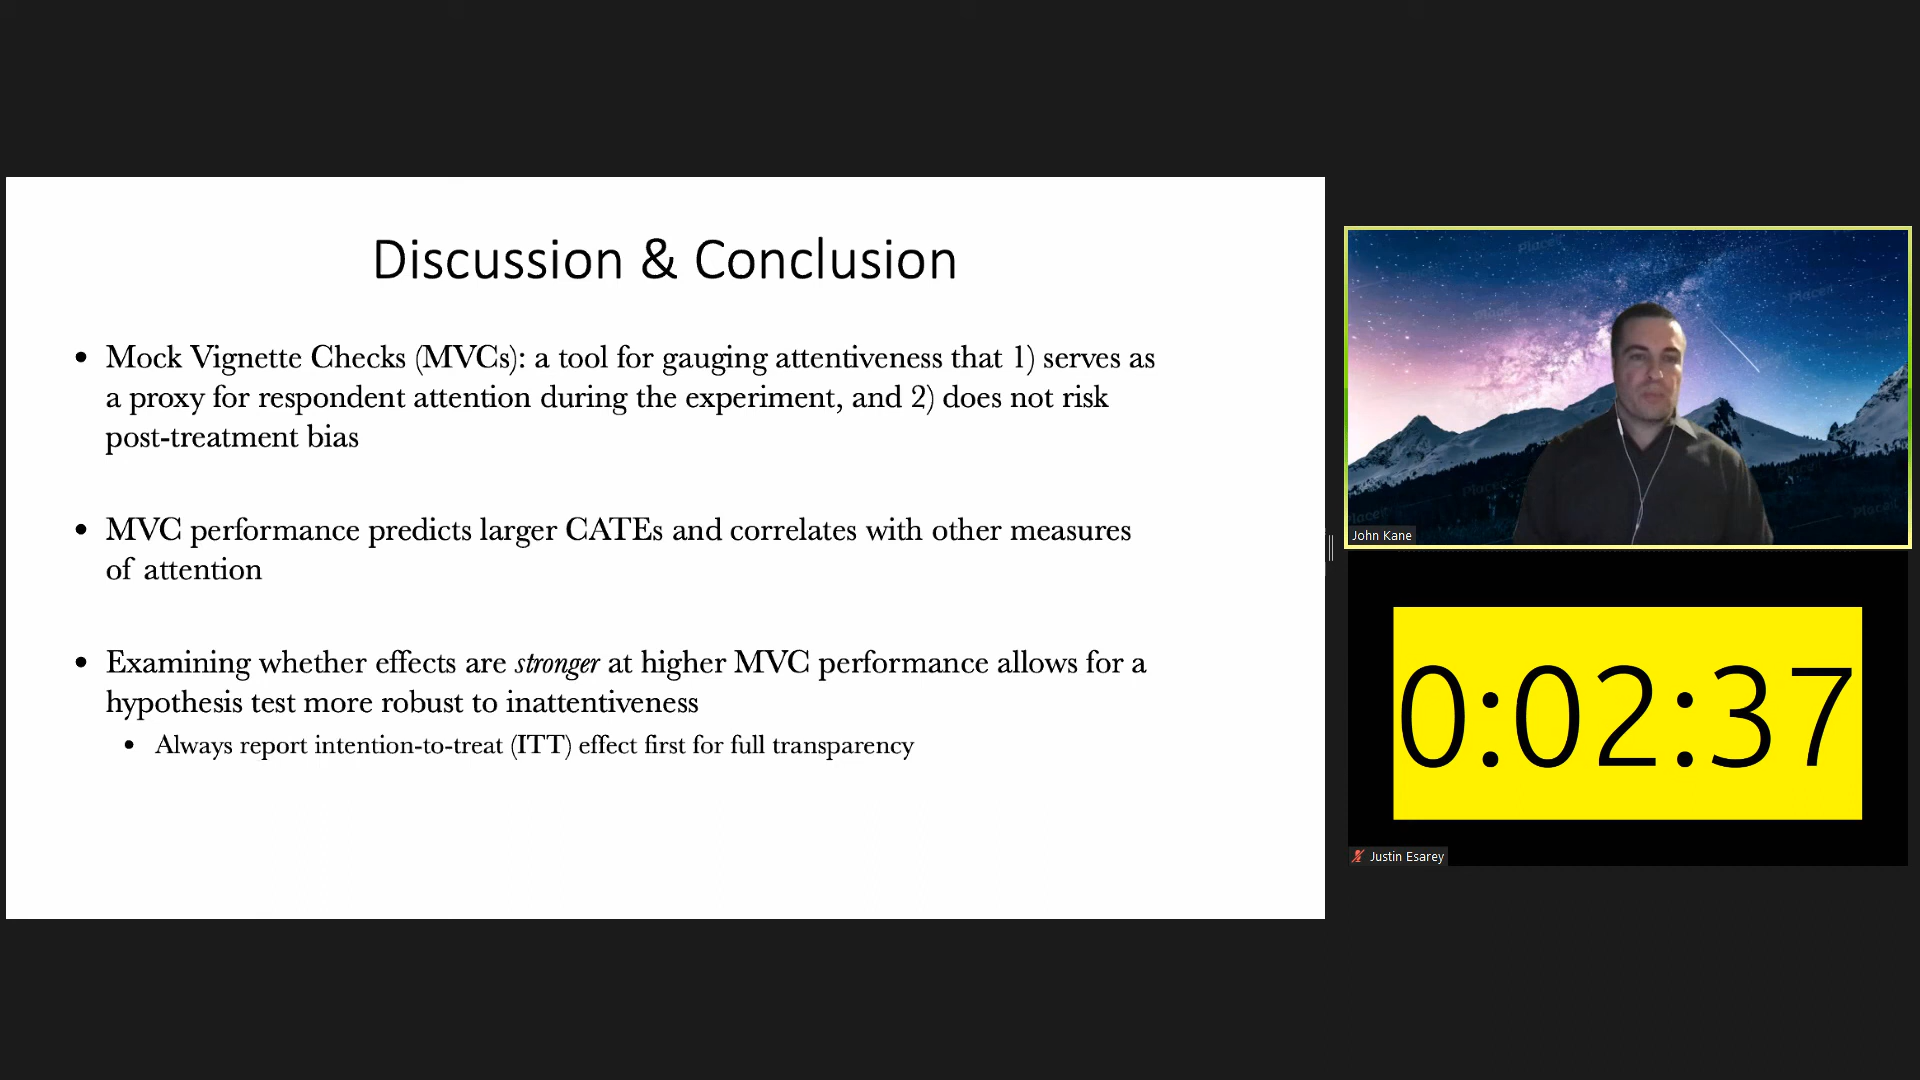 Discussion & Conclusion
• Mock Vignette Checks (MVCs): a tool for gauging attentiveness that 1) serves as
a proxy for respondent attention during the experiment, and 2) does not risk
post-treatment bias
• MVC performance predicts larger CATEs and correlates with other measures
of attention
• Examining whether effects are stronger at higher MVC performance allows for a
hypothesis test more robust to inattentiveness
• Always report intention-to-treat (ITT) effect first for full transparency
Placeit
Placeit
John Kane
0:02:37
Justin Esarey